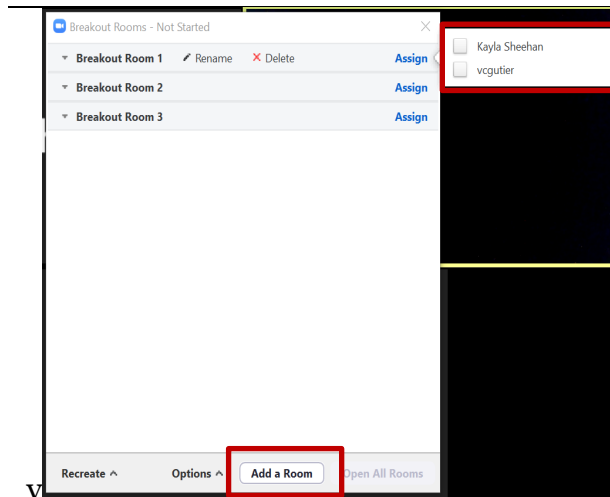 Breakout Rooms - Not Started
Breakout Room 1 Rename Delete Assign
Kayla Sheehan
vcgutier
Breakout Room 2 Assign
Breakout Room 3 Assign
Recreate Options Add a Room Open All Rooms